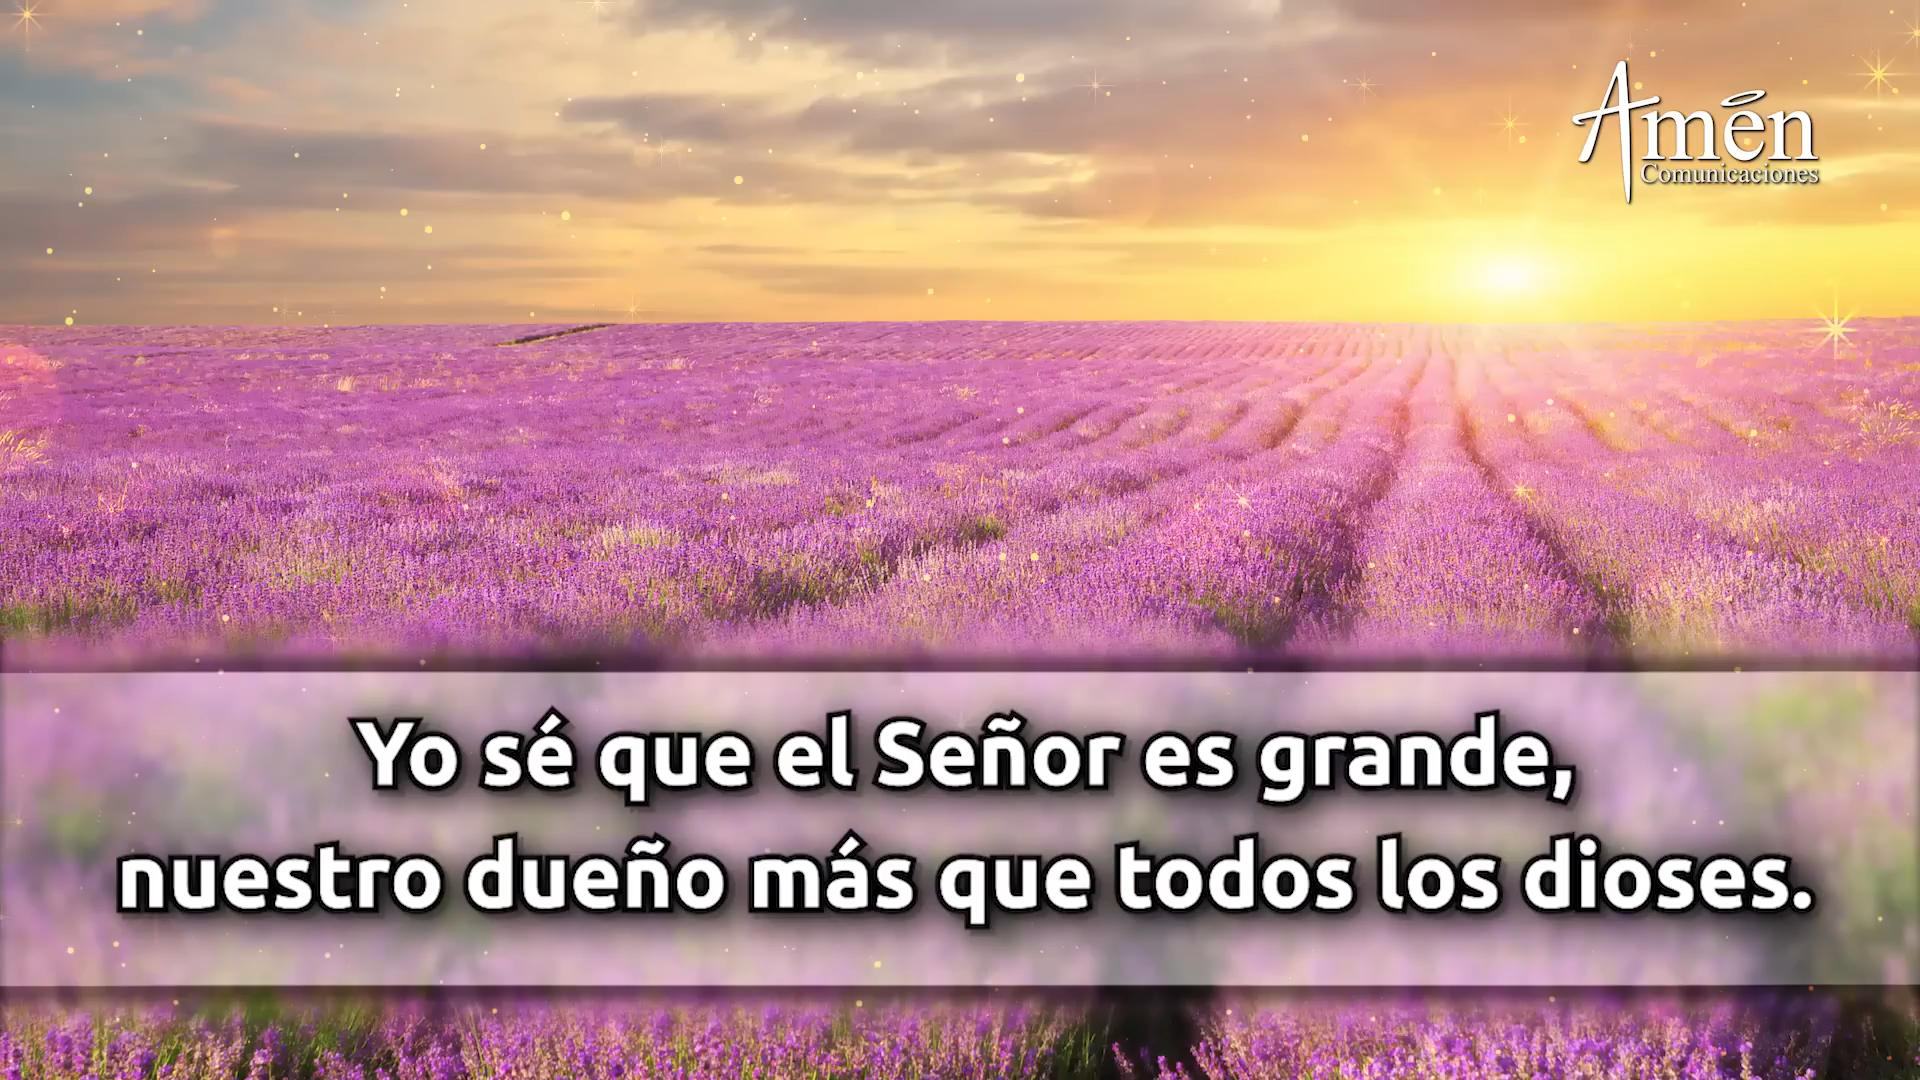 Amén
Comunicaciones
Yo sé que el Señor es grande,
nuestro dueño más que todos los dioses.